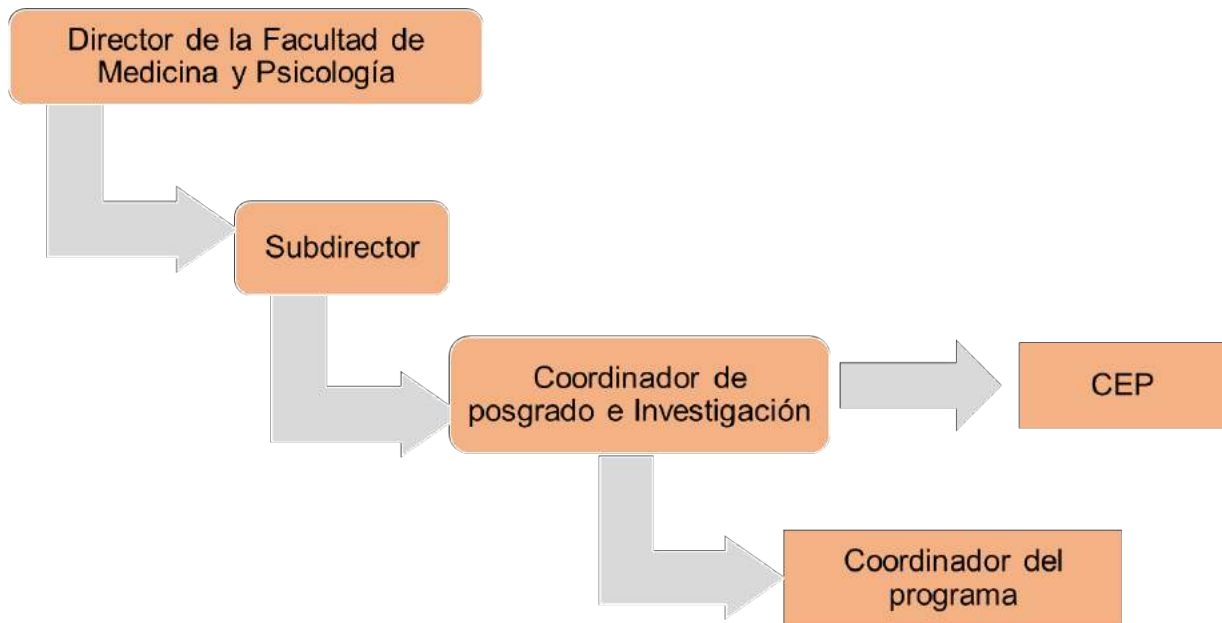 Director de la Facultad de
Medicina y Psicología
Subdirector
Coordinador de
posgrado e Investigación
CEP
Coordinador del
programa